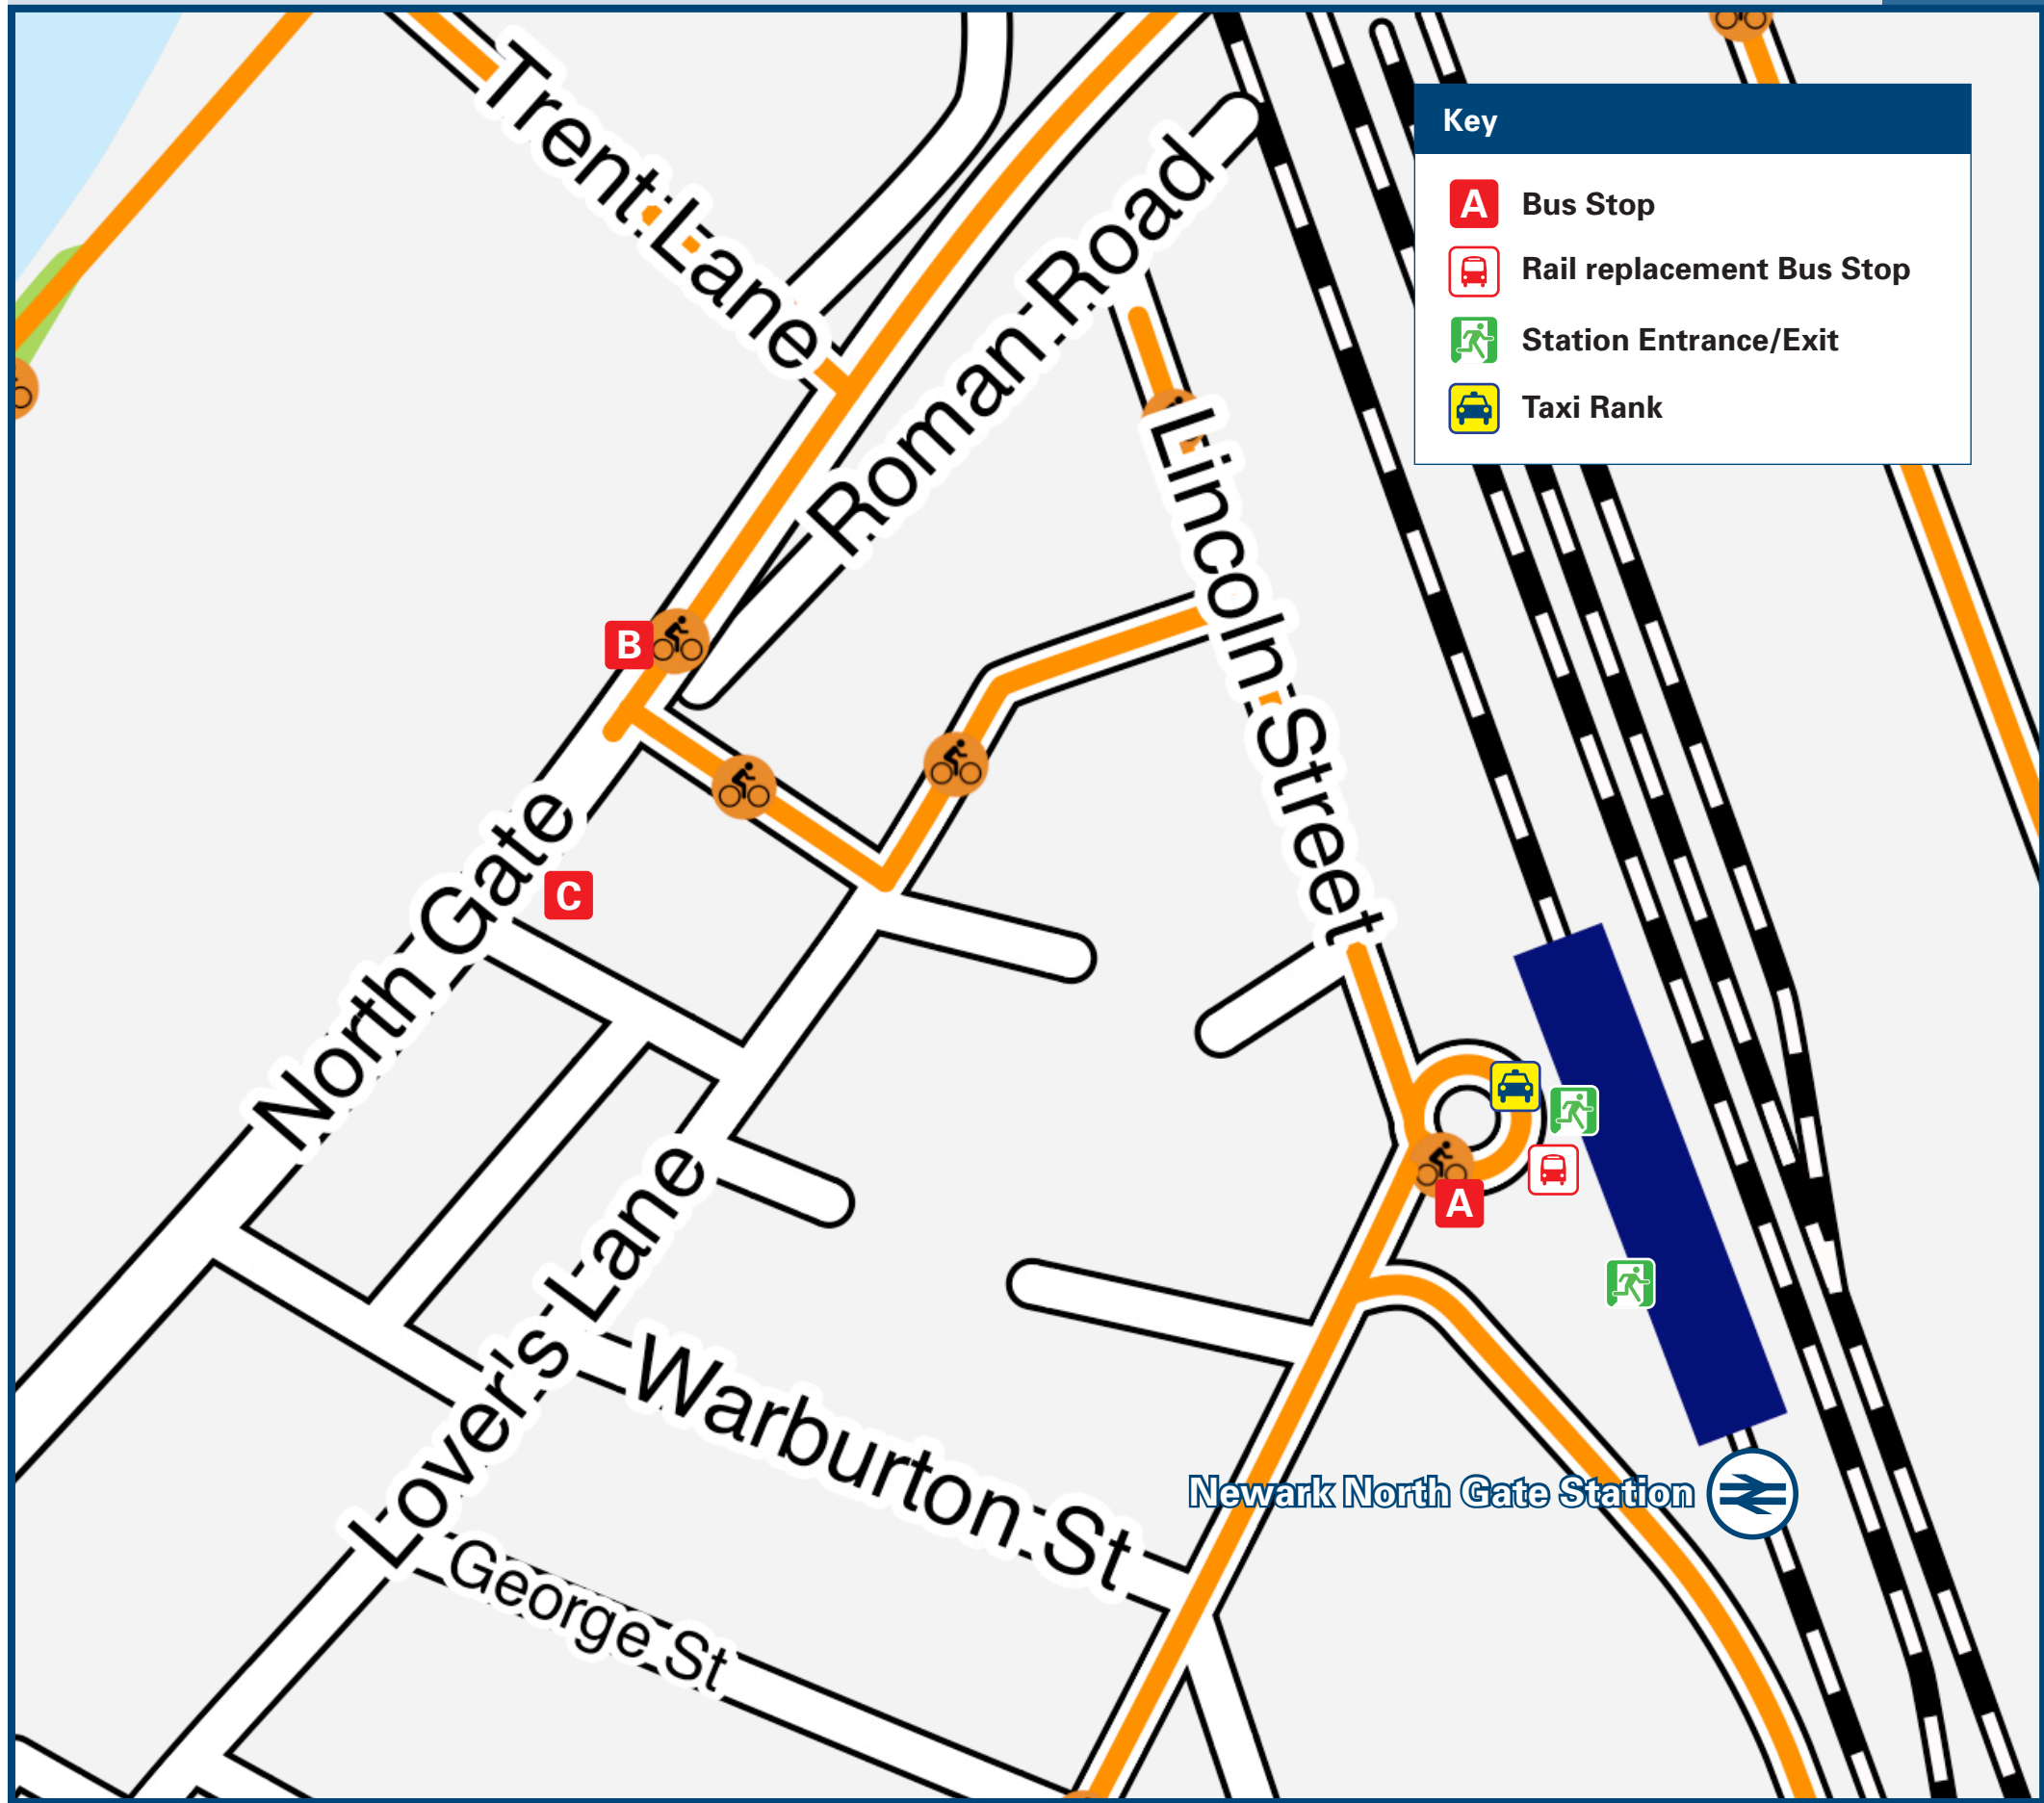 Key
A Bus Stop
Rail replacement Bus Stop
Station Entrance/Exit
Taxi Rank
Trent Lane
Roman Road
Lincoln Street
B
North Gate
C
A
Lover's Lane
Warburton St
Newark North Gate Station
George St